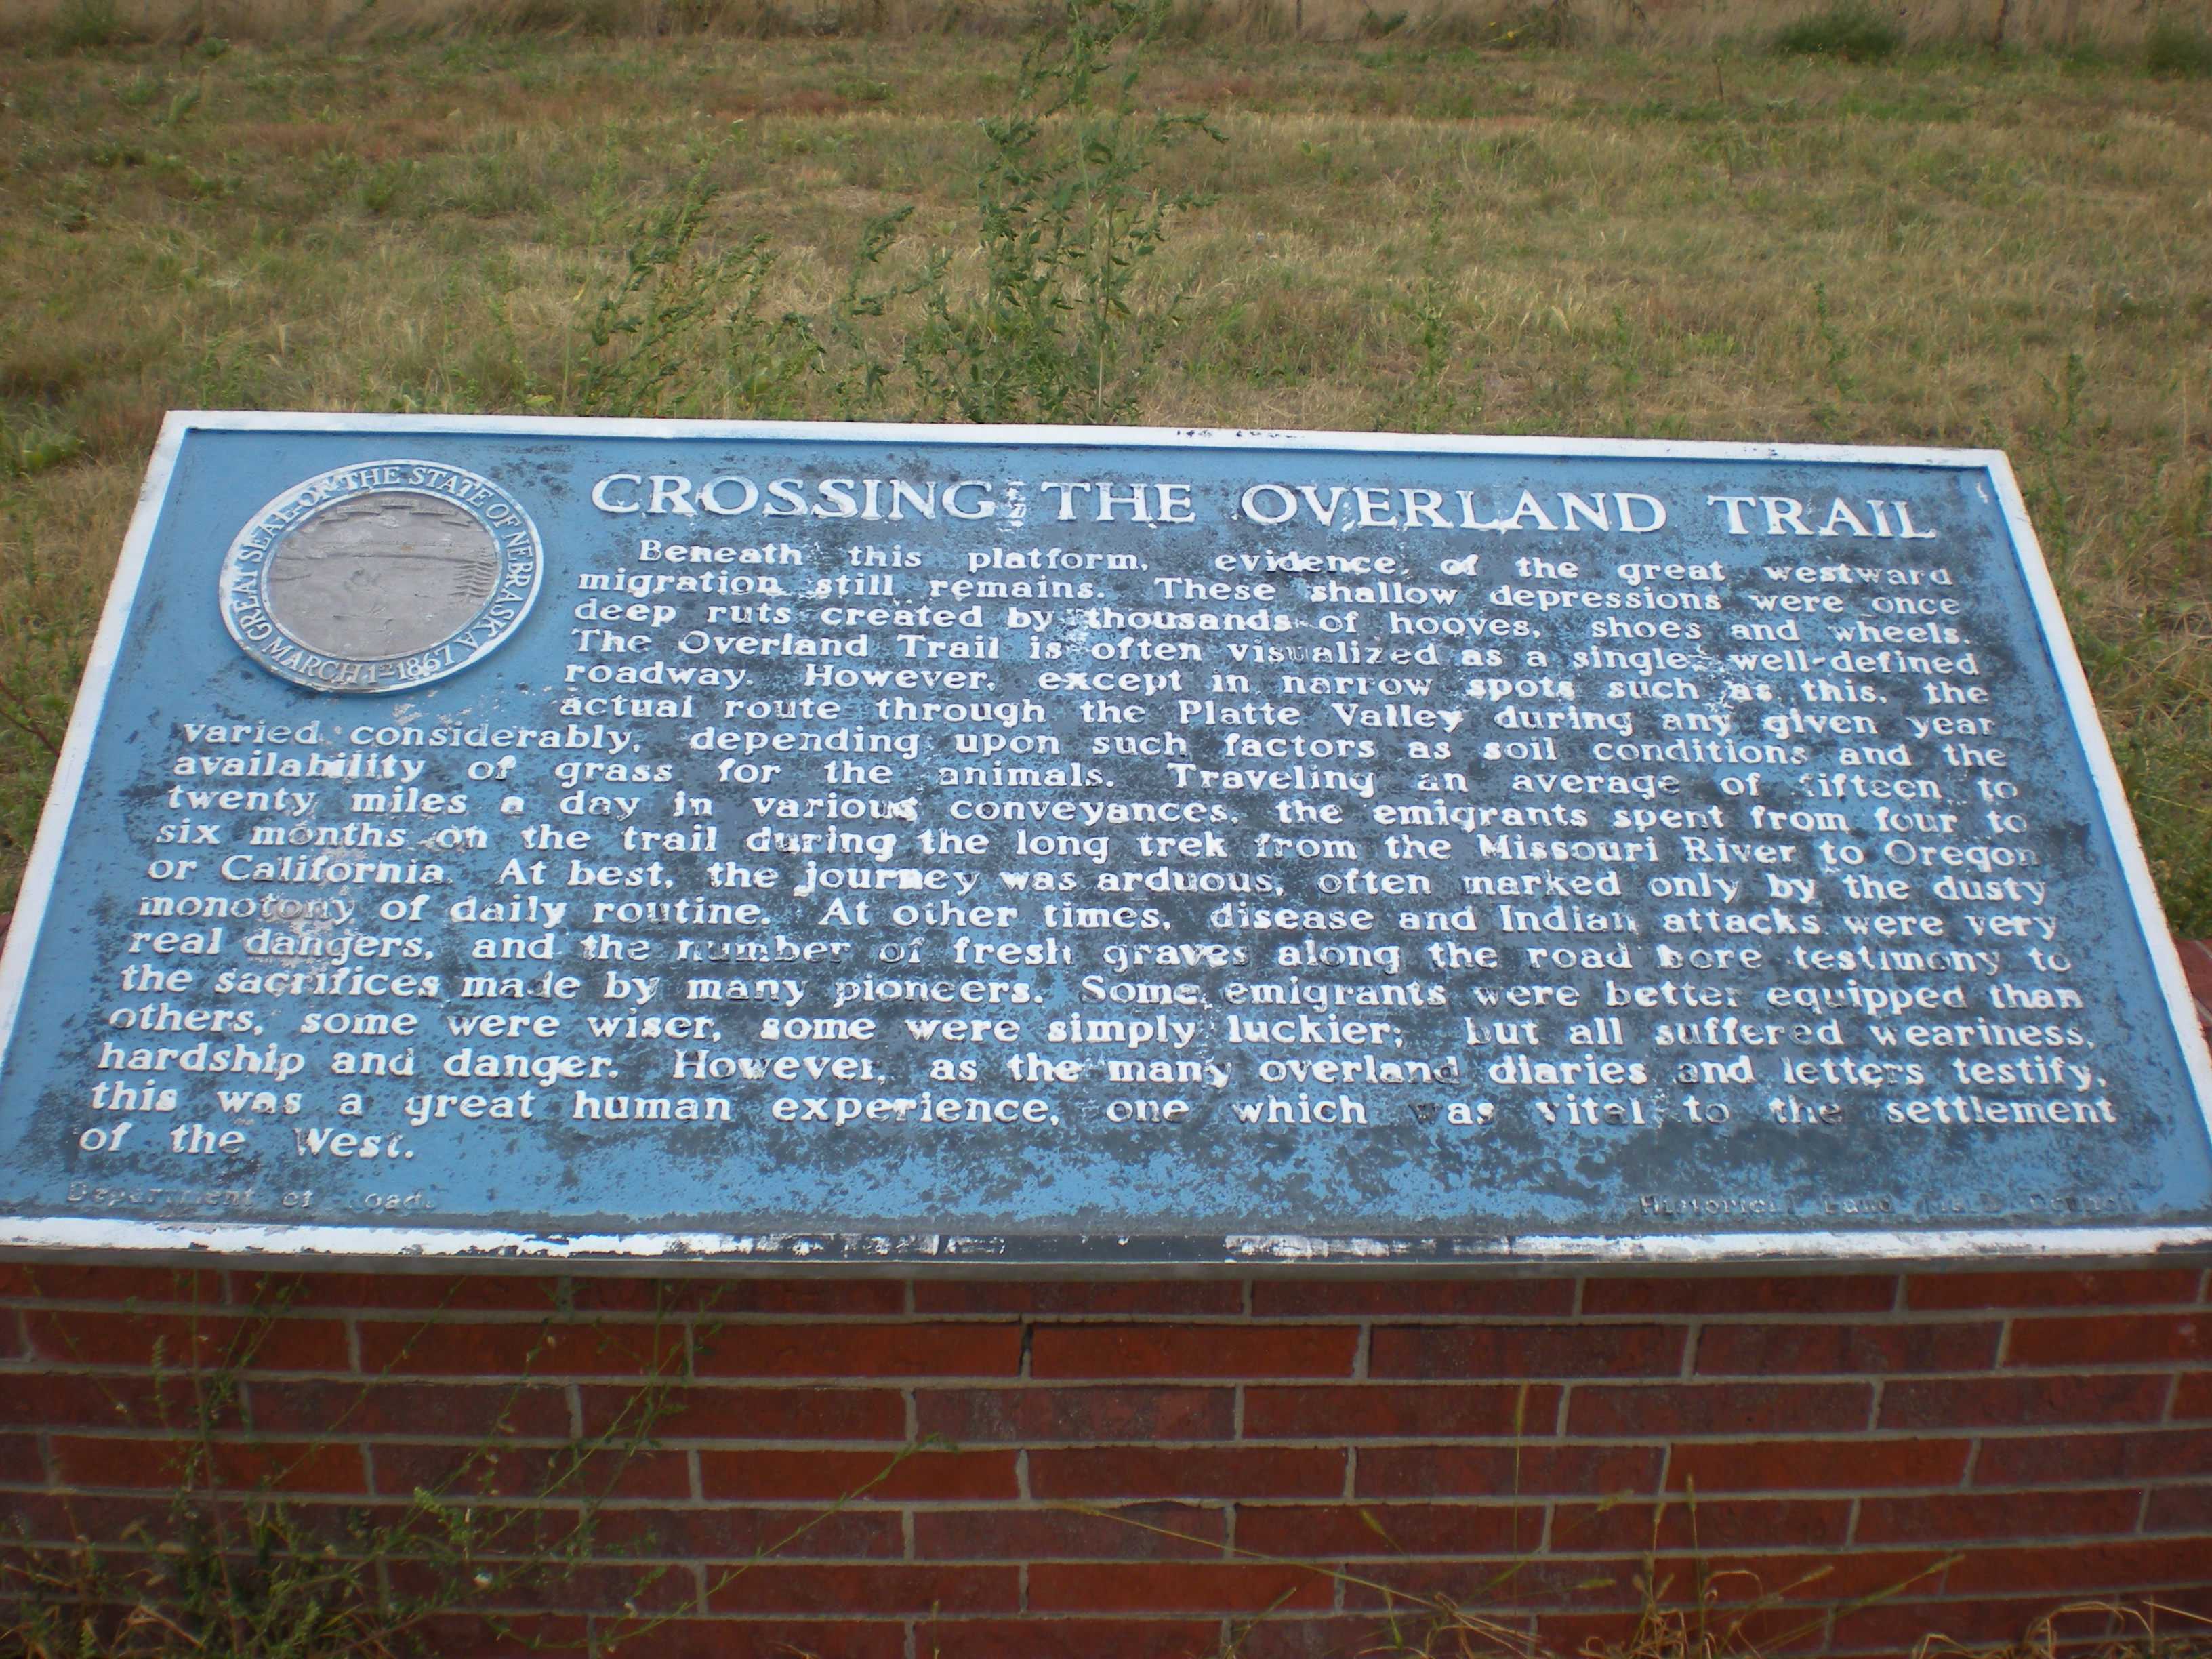 GREAT SEAL OF THE STATE OF NEBRASKA
MARCH 1ST 1867
CROSSING THE OVERLAND TRAIL
Beneath this platform, evidence of the great westward
migration still remains. These shallow depressions were once
deep ruts created by thousands of hooves, shoes and wheels.
The Overland Trail is often visualized as a single, well-defined
roadway. However, except in narrow spots such as this, the
actual route through the Platte Valley during any given year
varied considerably, depending upon such factors as soil conditions and the
availability of grass for the animals. Traveling an average of fifteen to
twenty miles a day in various conveyances, the emigrants spent from four to
six months on the trail during the long trek from the Missouri River to Oregon
or California. At best, the journey was arduous, often marked only by the dusty
monotony of daily routine. At other times, disease and Indian attacks were very
real dangers, and the number of fresh graves along the road bore testimony to
the sacrifices made by many pioneers. Some emigrants were better equipped than
others, some were wiser, some were simply luckier; but all suffered weariness,
hardship and danger. However, as the many overland diaries and letters testify,
this was a great human experience, one which was vital to the settlement
of the West.
Department of Roads
Historical Land Mark Council